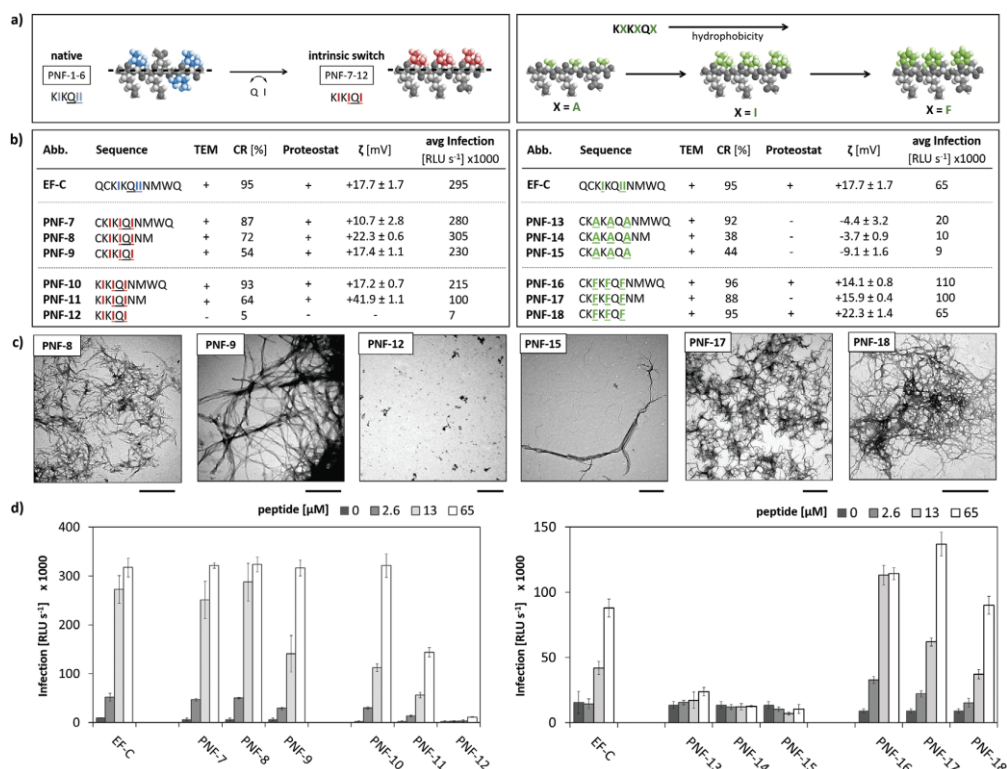 a)
native
PNF-1-6
KIKQII
Q I
intrinsic switch
PNF-7-12
KIKIQI
KXKXQX
hydrophobicity
X = A
X = I
X = F
b)
Abb. Sequence TEM CR [%] Proteostat ζ [mV] avg Infection [RLU s⁻¹] x1000
EF-C QCKIKQIINMWQ + 95 + +17.7 ± 1.7 295
PNF-7 CKIKIQINMWQ + 87 + +10.7 ± 2.8 280
PNF-8 CKIKIQINM + 72 + +22.3 ± 0.6 305
PNF-9 CKIKIQI + 54 + +17.4 ± 1.1 230
PNF-10 KIKIQINMWQ + 93 + +17.2 ± 0.7 215
PNF-11 KIKIQINM + 64 + +41.9 ± 1.1 100
PNF-12 KIKIQI - 5 - - 7
Abb. Sequence TEM CR [%] Proteostat ζ [mV] avg Infection [RLU s⁻¹] x1000
EF-C QCKIKQIINMWQ + 95 + +17.7 ± 1.7 65
PNF-13 CKAKAQANMWQ + 92 - -4.4 ± 3.2 20
PNF-14 CKAKAQANM + 38 - -3.7 ± 0.9 10
PNF-15 CKAKAQA + 44 - -9.1 ± 1.6 9
PNF-16 CKFKFQFNMWQ + 96 + +14.1 ± 0.8 110
PNF-17 CKFKFQFNM + 88 - +15.9 ± 0.4 100
PNF-18 CKFKFQF + 95 + +22.3 ± 1.4 65
c)
PNF-8
PNF-9
PNF-12
PNF-15
PNF-17
PNF-18
d)
peptide [µM] 0 2.6 13 65
Infection [RLU s⁻¹] x 1000
400
300
200
100
0
EF-C
PNF-7
PNF-8
PNF-9
PNF-10
PNF-11
PNF-12
peptide [µM] 0 2.6 13 65
Infection [RLU s⁻¹] x 1000
150
100
50
0
EF-C
PNF-13
PNF-14
PNF-15
PNF-16
PNF-17
PNF-18